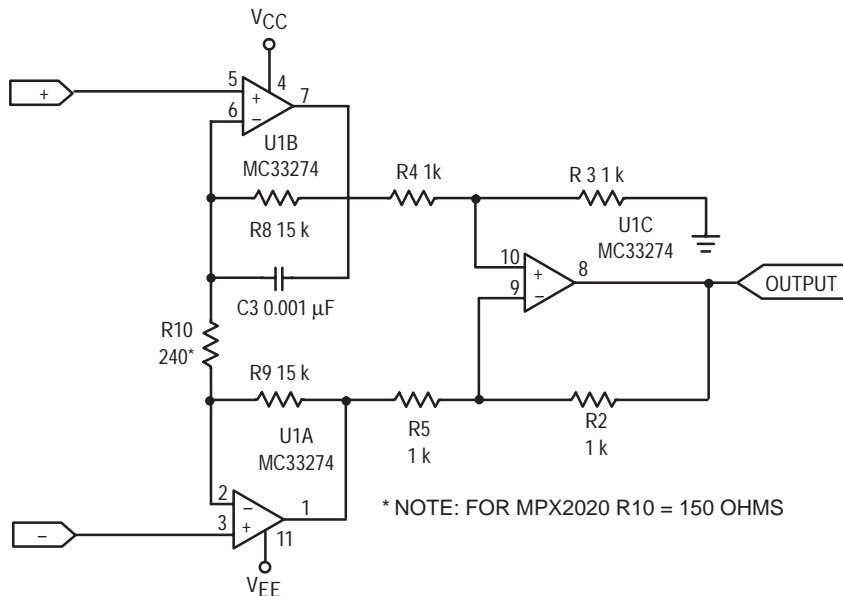 VCC
+
5
4
7
6
+
−
U1B
MC33274
R4 1k
R 3 1 k
R8 15 k
U1C
MC33274
10
+
8
9
−
OUTPUT
C3 0.001 µF
R10
240*
R9 15 k
R5
1 k
R2
1 k
U1A
MC33274
2
−
1
3
+
11
−
VEE
* NOTE: FOR MPX2020 R10 = 150 OHMS